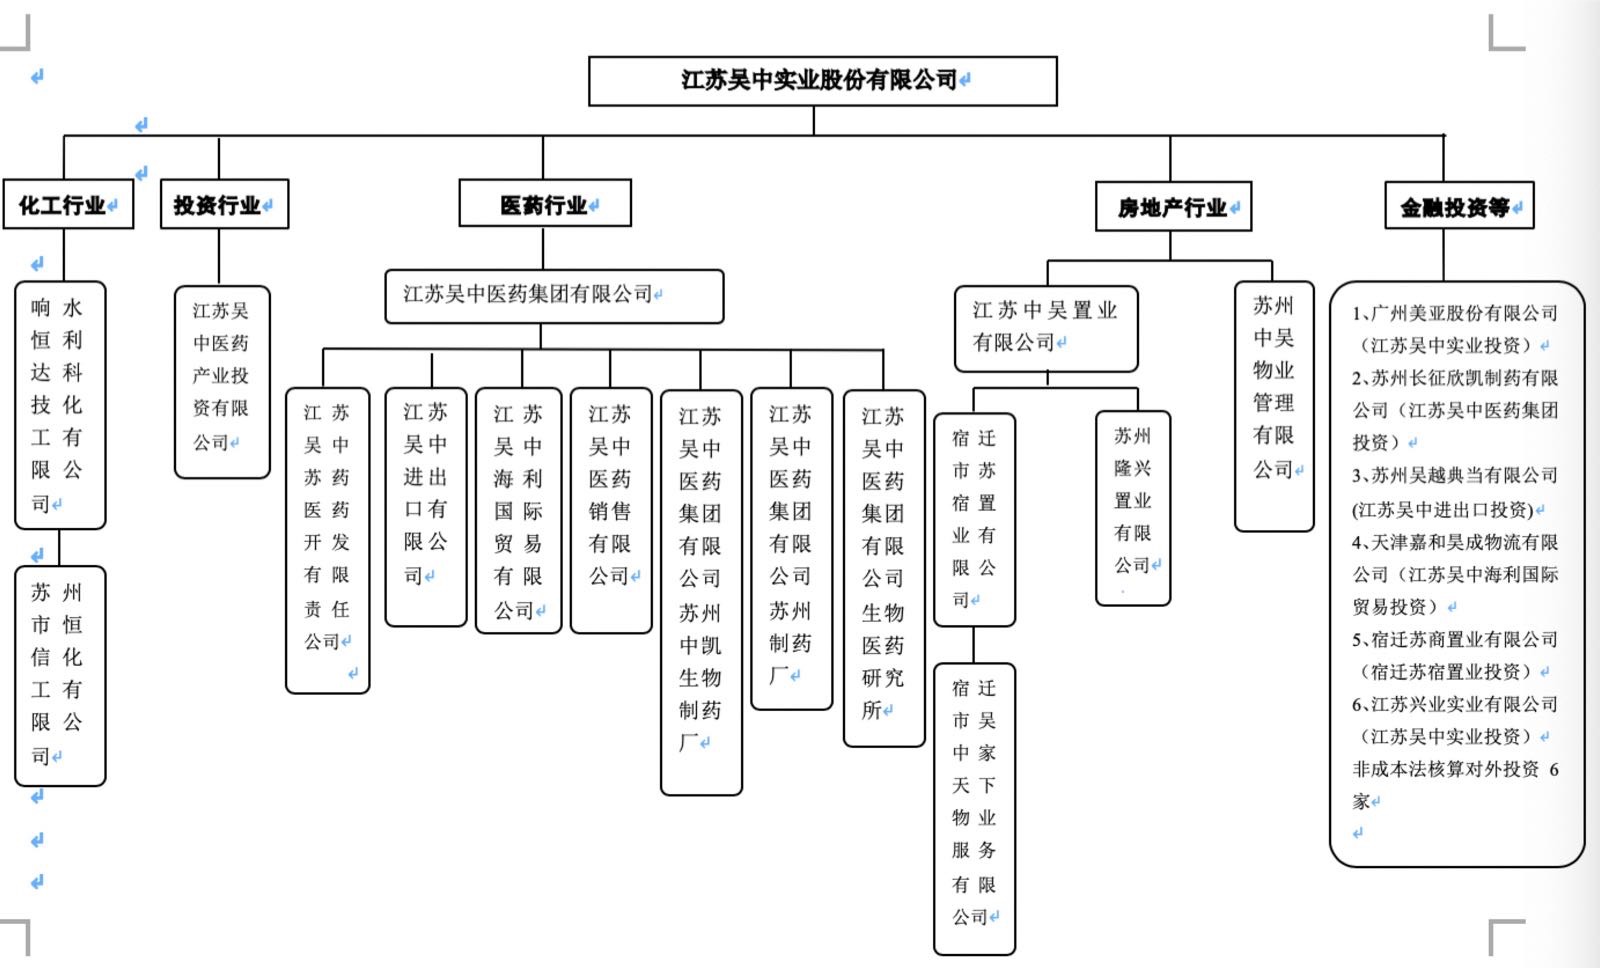 江苏吴中实业股份有限公司
化工行业
投资行业
医药行业
房地产行业
金融投资等
响水
恒利
达科
技化
工有
限公
司
苏州
市恒
信化
工有
限公
司
江苏吴
中医药
产业投
资有限
公司
江苏吴中医药集团有限公司
江苏
吴中
苏药
医药
开发
有限
责任
公司
江苏
吴中
进出
口有
限公
司
江苏
吴中
海利
国际
贸易
有限
公司
江苏
吴中
医药
销售
有限
公司
江苏
吴中
医药
集团
有限
公司
苏州
中凯
生物
制药
厂
江苏
吴中
医药
集团
有限
公司
苏州
制药
厂
江苏
吴中
医药
集团
有限
公司
生物
医药
研究
所
江苏中吴置业
有限公司
宿迁
市苏
宿置
业有
限公
司
宿迁
市吴
中家
天下
物业
服务
有限
公司
苏州
隆兴
置业
有限
公司
苏州
中吴
物业
管理
有限
公司
1、广州美亚股份有限公司
（江苏吴中实业投资）
2、苏州长征欣凯制药有限
公司（江苏吴中医药集团
投资）
3、苏州吴越典当有限公司
(江苏吴中进出口投资)
4、天津嘉和昊成物流有限
公司（江苏吴中海利国际
贸易投资）
5、宿迁苏商置业有限公司
（宿迁苏宿置业投资）
6、江苏兴业实业有限公司
（江苏吴中实业投资）
非成本法核算对外投资 6
家